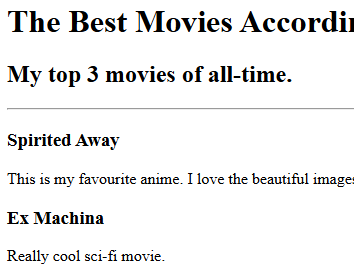 The Best Movies
My top 3 movies of all-time.
Spirited Away
This is my favourite anime. I love the beautiful images
Ex Machina
Really cool sci-fi movie.